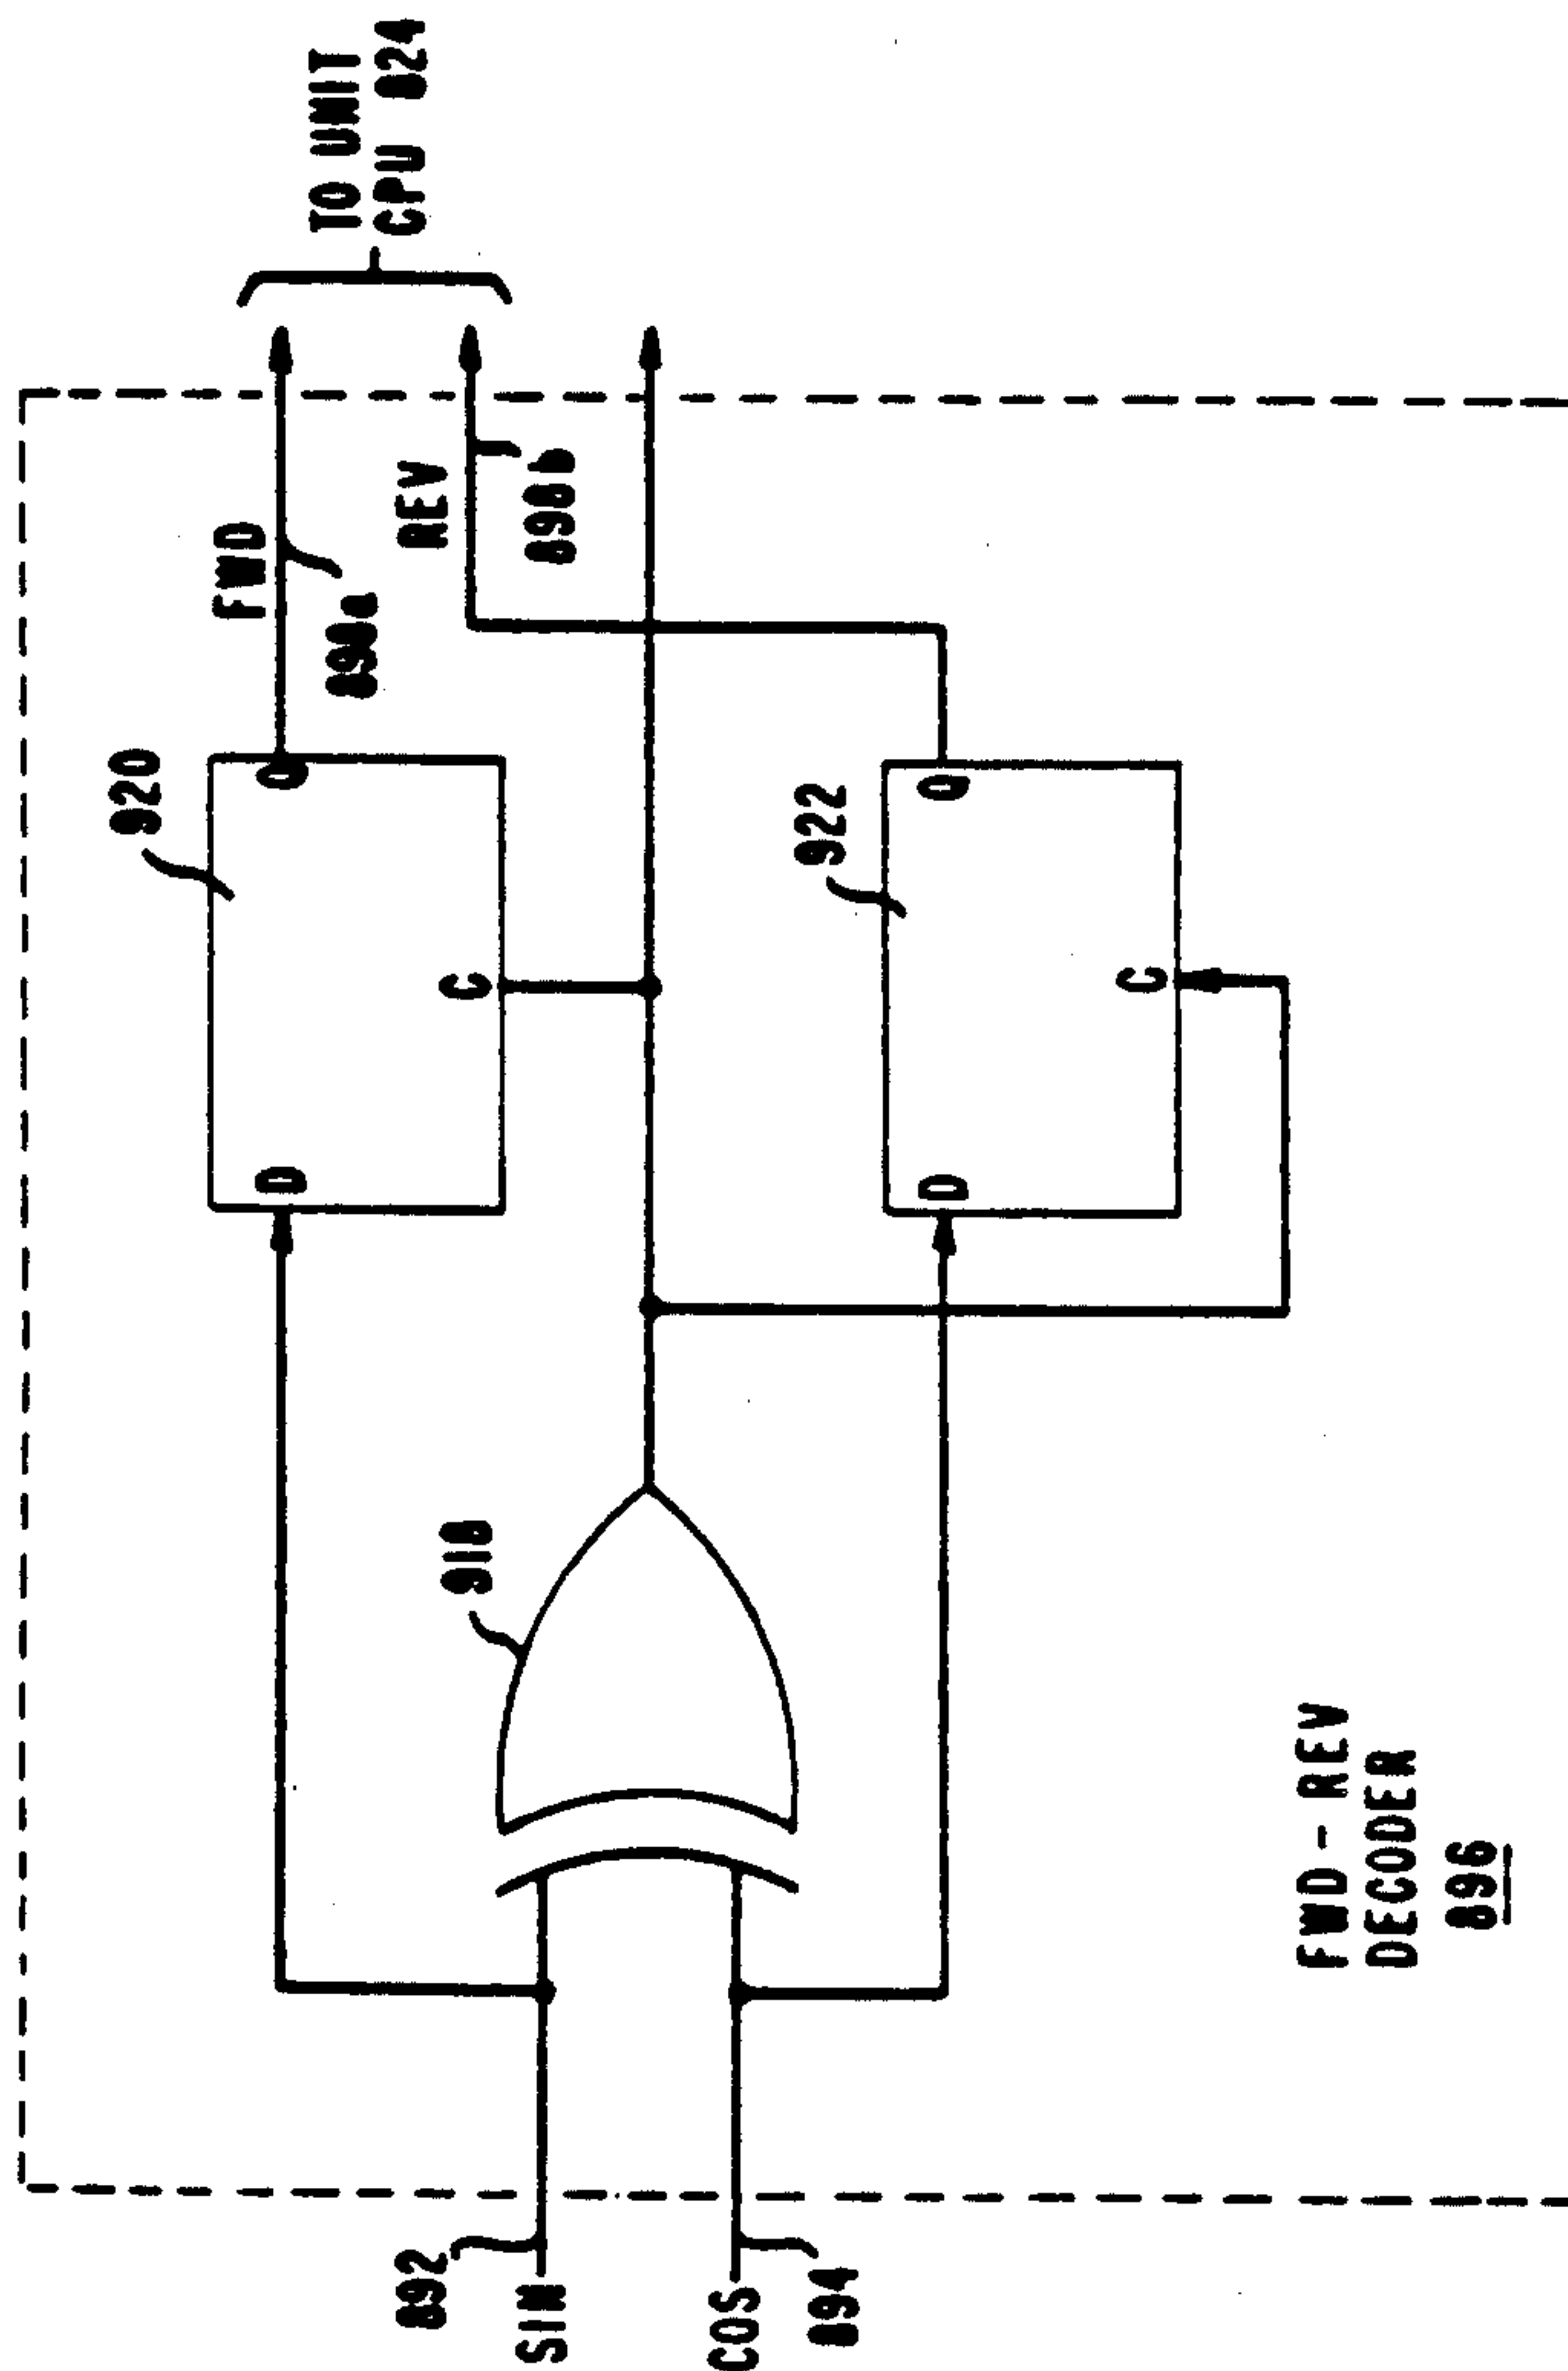 892
SIN
COS
894
918
920
D
C
Q
FWD
898a
REV
898b
922
D
C
Q
TO UNIT
CPU 824
FWD - REV
DECODER
896